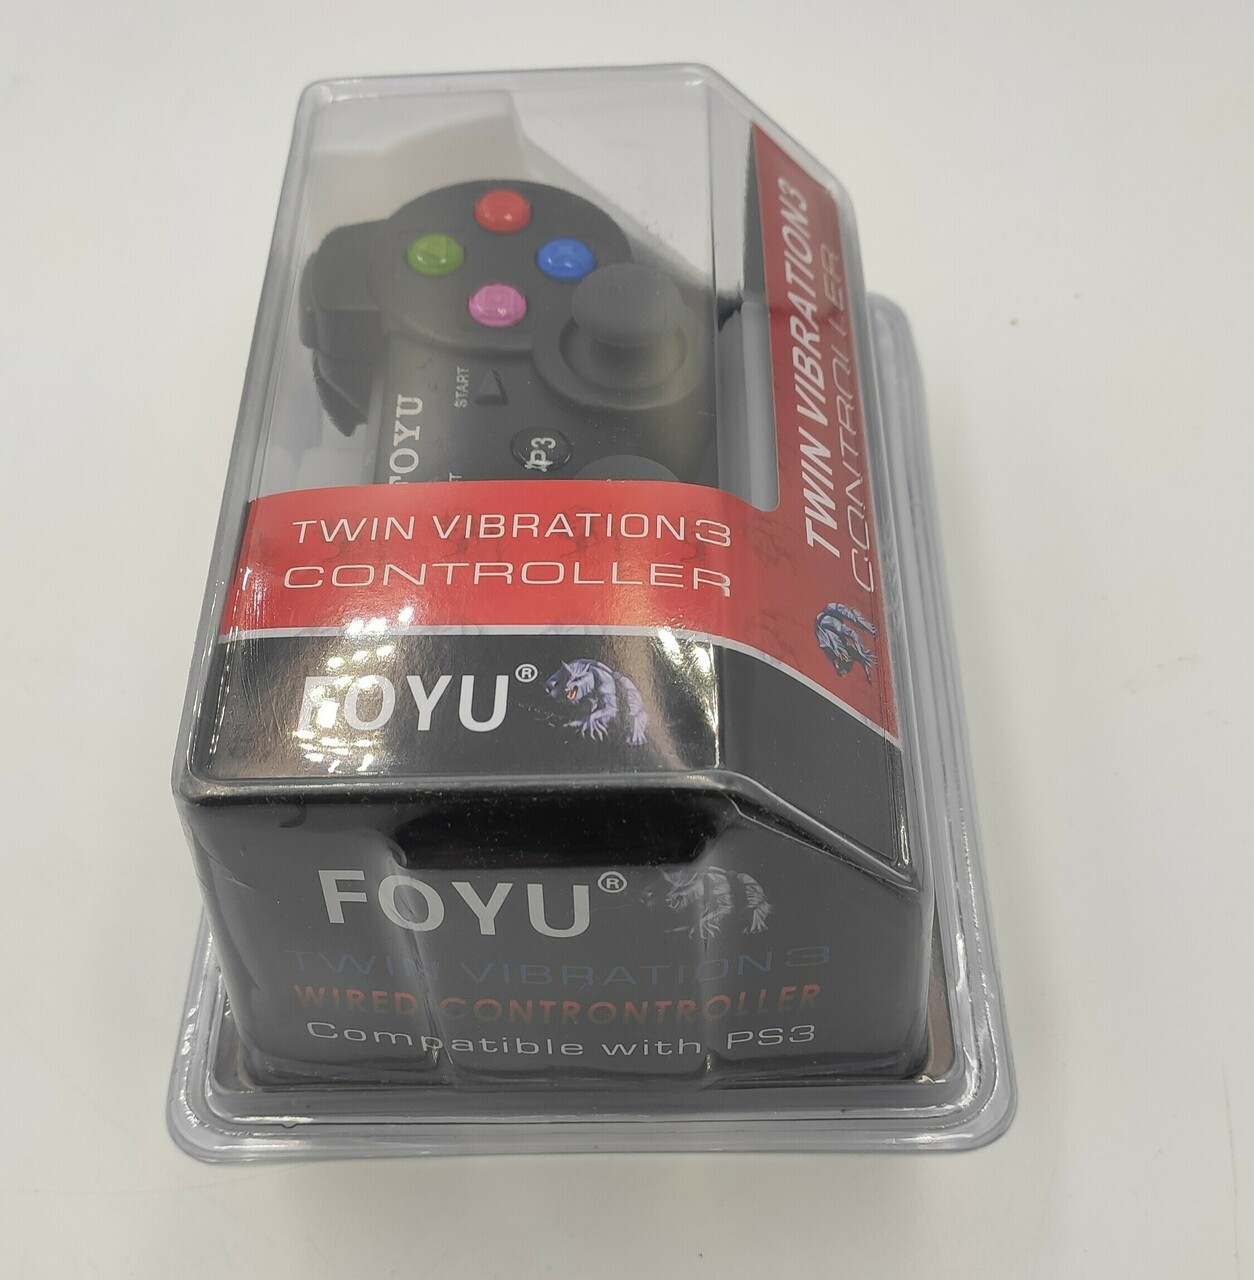 START
FOYU
P3
TWIN VIBRATION3
CONTROLLER
FOYU®
TWIN VIBRATION3
CONTROLLER
FOYU®
TWIN VIBRATION3
WIRED CONTRONTROLLER
Compatible with PS3